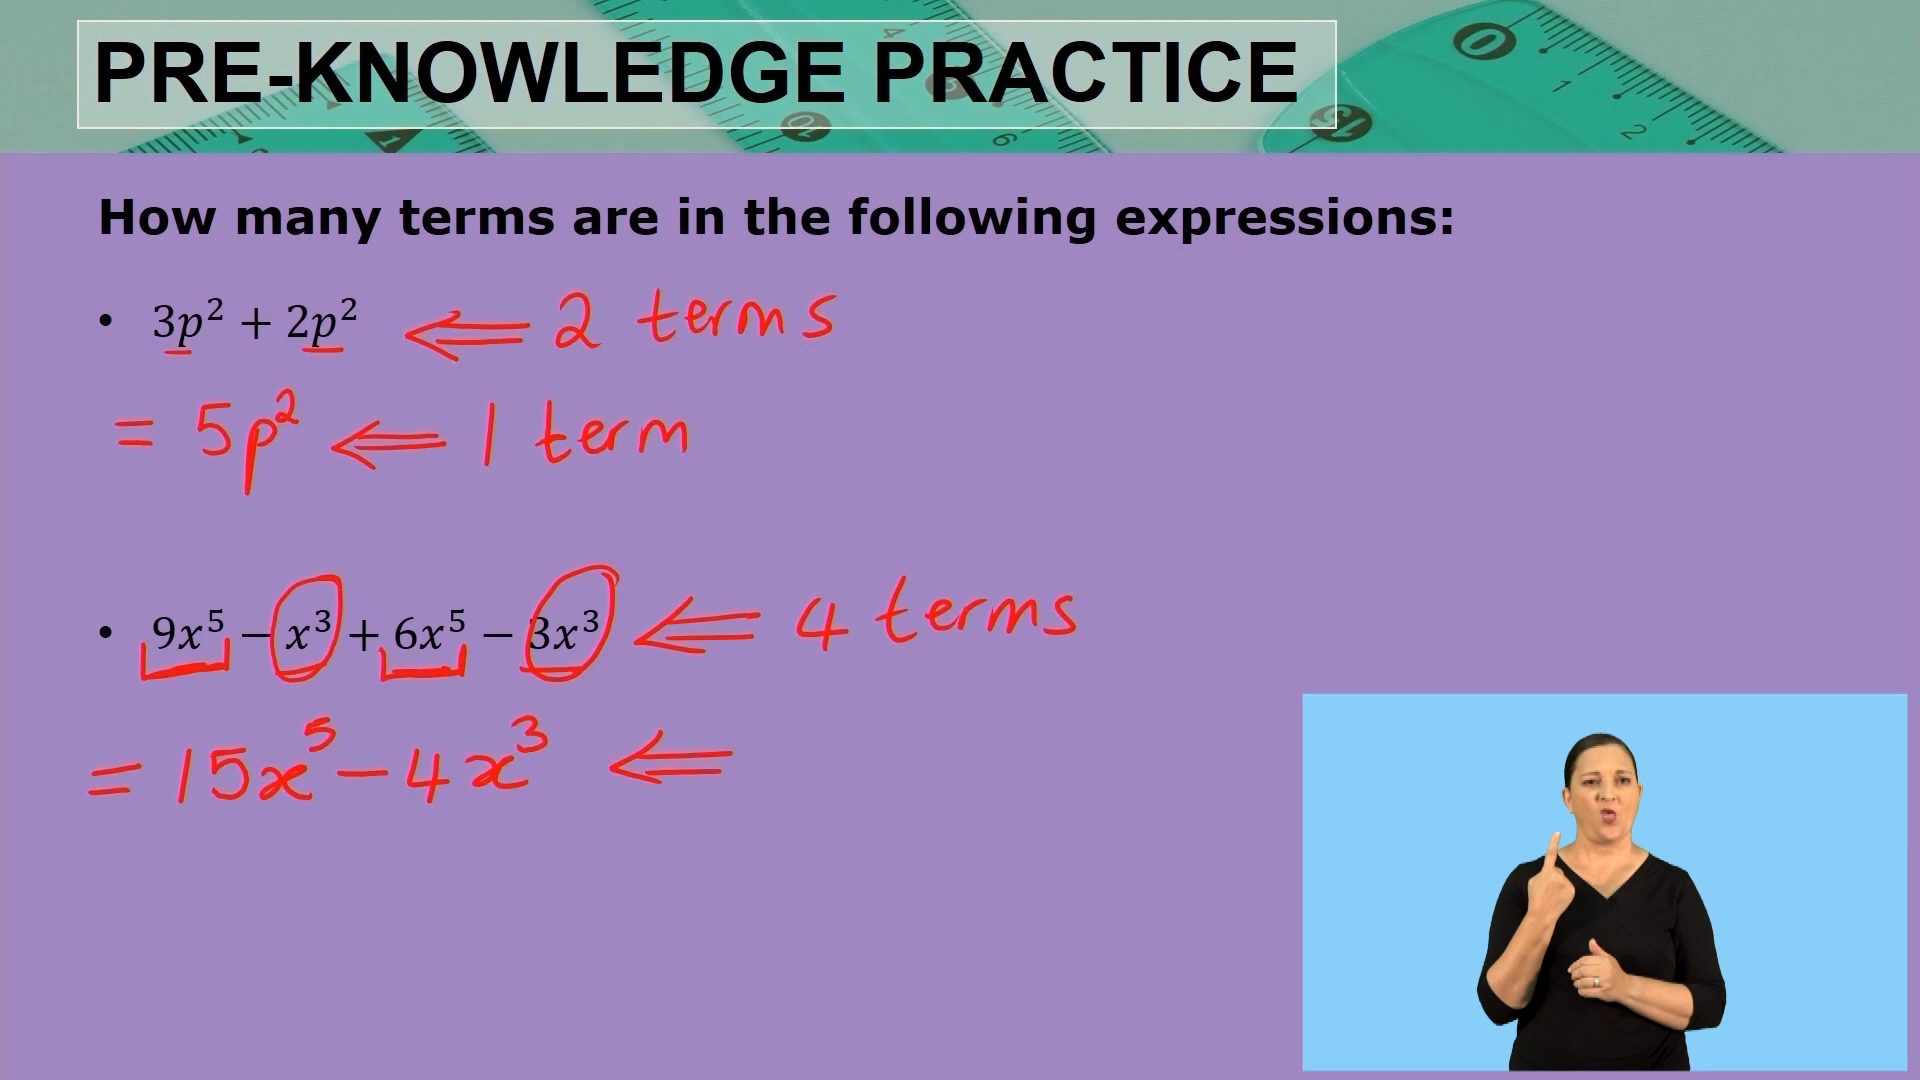 PRE-KNOWLEDGE PRACTICE
How many terms are in the following expressions:
• 3p² + 2p² ⇐ 2 terms
= 5p² ⇐ 1 term
• 9x⁵ − x³ + 6x⁵ − 3x³ ⇐ 4 terms
= 15x⁵ − 4x³ ⇐